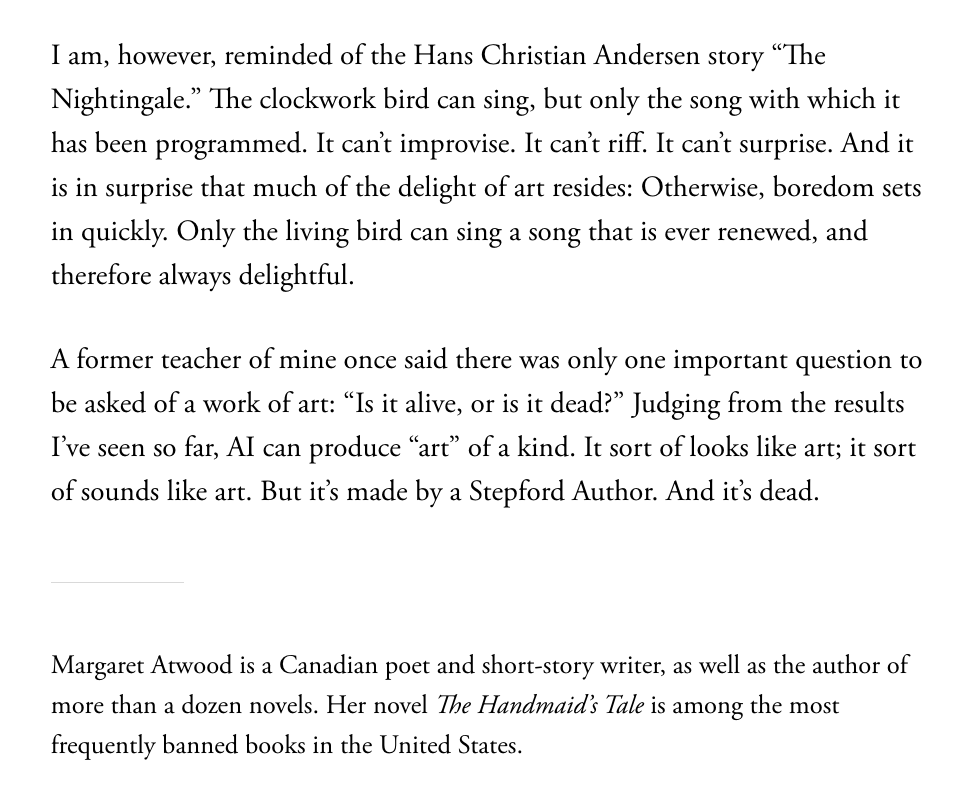 I am, however, reminded of the Hans Christian Andersen story “The
Nightingale.” The clockwork bird can sing, but only the song with which it
has been programmed. It can’t improvise. It can’t riff. It can’t surprise. And it
is in surprise that much of the delight of art resides: Otherwise, boredom sets
in quickly. Only the living bird can sing a song that is ever renewed, and
therefore always delightful.
A former teacher of mine once said there was only one important question to
be asked of a work of art: “Is it alive, or is it dead?” Judging from the results
I’ve seen so far, AI can produce “art” of a kind. It sort of looks like art; it sort
of sounds like art. But it’s made by a Stepford Author. And it’s dead.
Margaret Atwood is a Canadian poet and short-story writer, as well as the author of
more than a dozen novels. Her novel The Handmaid’s Tale is among the most
frequently banned books in the United States.